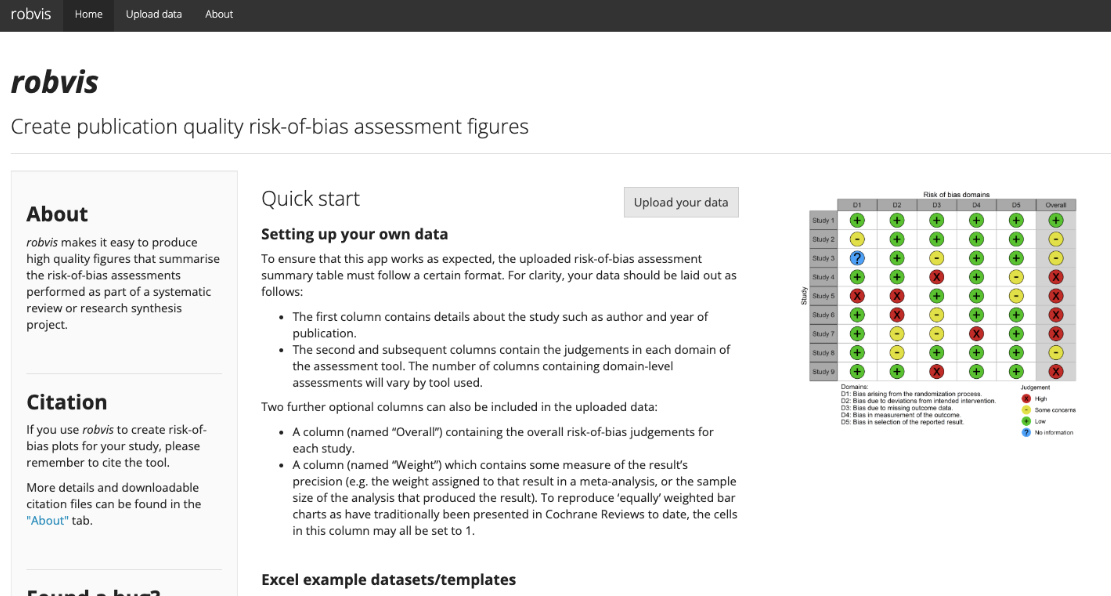 robvis Home Upload data About
robvis
Create publication quality risk-of-bias assessment figures
About
robvis makes it easy to produce
high quality figures that summarise
the risk-of-bias assessments
performed as part of a systematic
review or research synthesis
project.
Citation
If you use robvis to create risk-of-
bias plots for your study, please
remember to cite the tool.
More details and downloadable
citation files can be found in the
"About" tab.
Found a bug?
Quick start
Upload your data
Setting up your own data
To ensure that this app works as expected, the uploaded risk-of-bias assessment
summary table must follow a certain format. For clarity, your data should be laid out as
follows:
• The first column contains details about the study such as author and year of
publication.
• The second and subsequent columns contain the judgements in each domain of
the assessment tool. The number of columns containing domain-level
assessments will vary by tool used.
Two further optional columns can also be included in the uploaded data:
• A column (named “Overall”) containing the overall risk-of-bias judgements for
each study.
• A column (named “Weight”) which contains some measure of the result’s
precision (e.g. the weight assigned to that result in a meta-analysis, or the sample
size of the analysis that produced the result). To reproduce ‘equally’ weighted bar
charts as have traditionally been presented in Cochrane Reviews to date, the cells
in this column may all be set to 1.
Excel example datasets/templates
Risk of bias domains
D1 D2 D3 D4 D5 Overall
Study
Study 1 + + + + + +
Study 2 - + + + + -
Study 3 ? + - + + -
Study 4 + + X + - X
Study 5 X X + + - X
Study 6 + X - + + X
Study 7 + - - X + X
Study 8 + - + + + -
Study 9 + + X + + X
Domains:
D1: Bias arising from the randomization process.
D2: Bias due to deviations from intended intervention.
D3: Bias due to missing outcome data.
D4: Bias in measurement of the outcome.
D5: Bias in selection of the reported result.
Judgement
X High
- Some concerns
+ Low
? No information